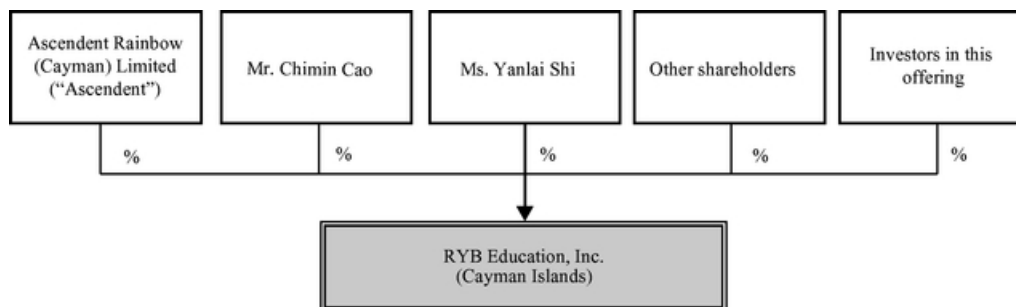 Ascendent Rainbow
(Cayman) Limited
(“Ascendent”)
Mr. Chimin Cao
Ms. Yanlai Shi
Other shareholders
Investors in this
offering
%
%
%
%
%
RYB Education, Inc.
(Cayman Islands)